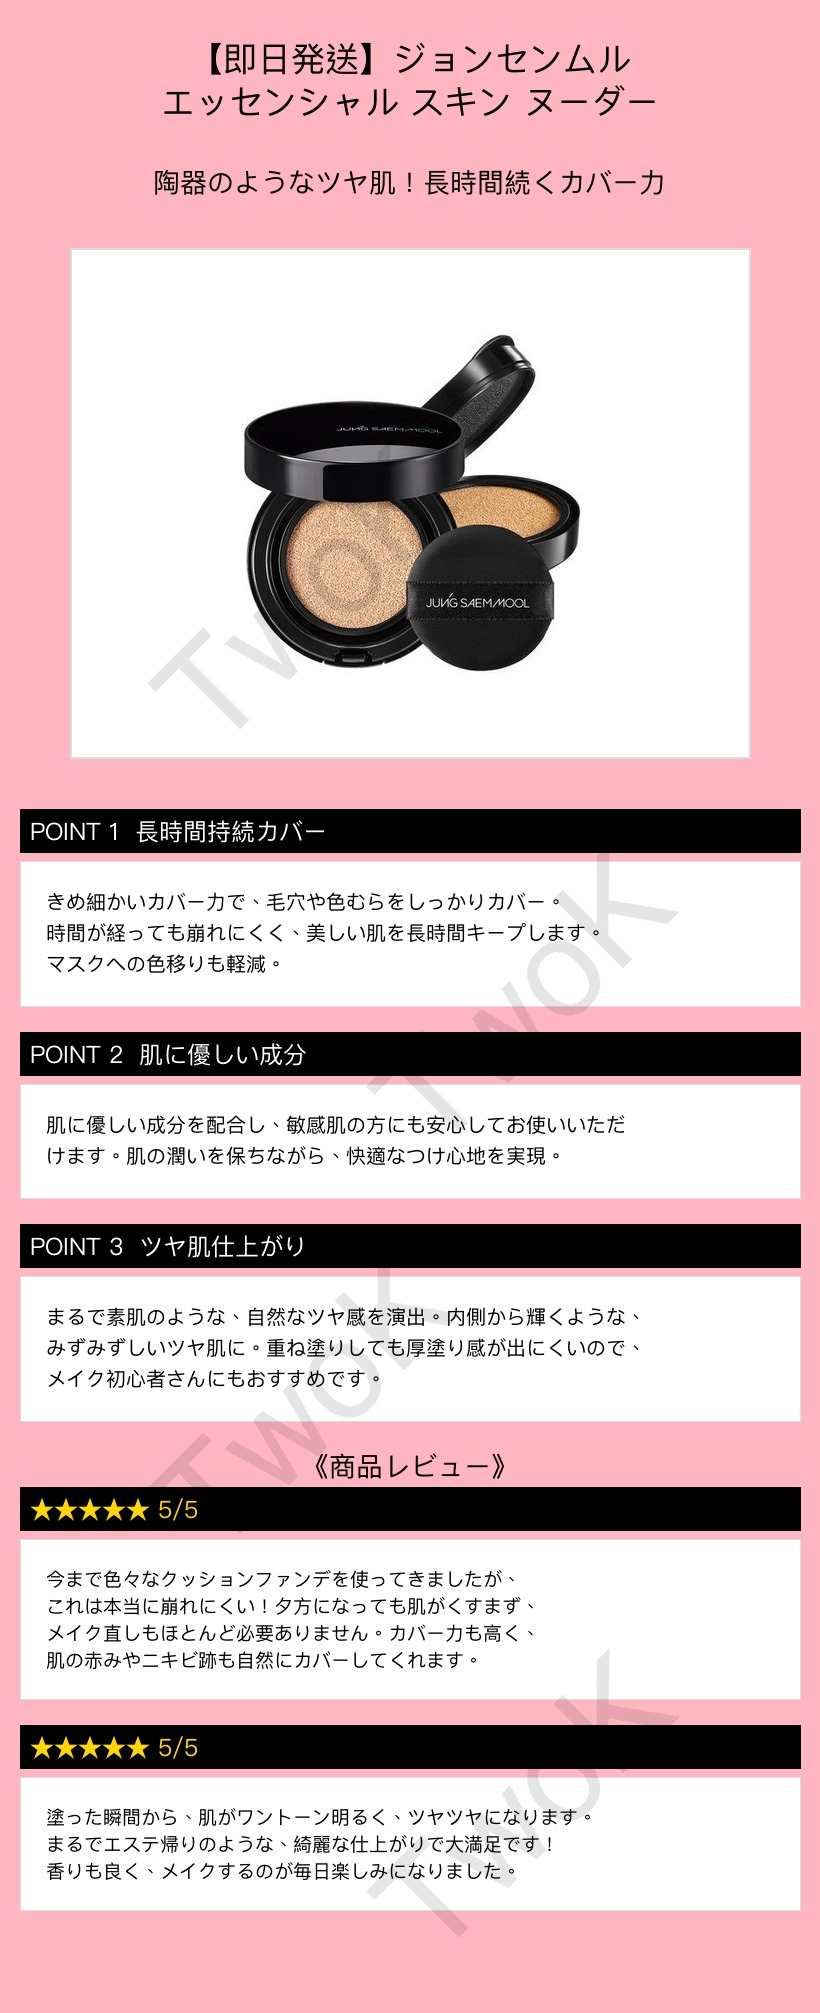 【即日発送】ジョンセンムル
エッセンシャル スキン ヌーダー
陶器のようなツヤ肌！長時間続くカバー力
JUNG SAEM MOOL
JUNG SAEM MOOL
TwoK
POINT 1 長時間持続カバー
きめ細かいカバー力で、毛穴や色むらをしっかりカバー。
時間が経っても崩れにくく、美しい肌を長時間キープします。
マスクへの色移りも軽減。
TwoK
POINT 2 肌に優しい成分
肌に優しい成分を配合し、敏感肌の方にも安心してお使いいただ
けます。肌の潤いを保ちながら、快適なつけ心地を実現。
POINT 3 ツヤ肌仕上がり
まるで素肌のような、自然なツヤ感を演出。内側から輝くような、
みずみずしいツヤ肌に。重ね塗りしても厚塗り感が出にくいので、
メイク初心者さんにもおすすめです。
TwoK
《商品レビュー》
★★★★★ 5/5
今まで色々なクッションファンデを使ってきましたが、
これは本当に崩れにくい！夕方になっても肌がくすまず、
メイク直しもほとんど必要ありません。カバー力も高く、
肌の赤みやニキビ跡も自然にカバーしてくれます。
★★★★★ 5/5
塗った瞬間から、肌がワントーン明るく、ツヤツヤになります。
まるでエステ帰りのような、綺麗な仕上がりで大満足です！
香りも良く、メイクするのが毎日楽しみになりました。
TwoK